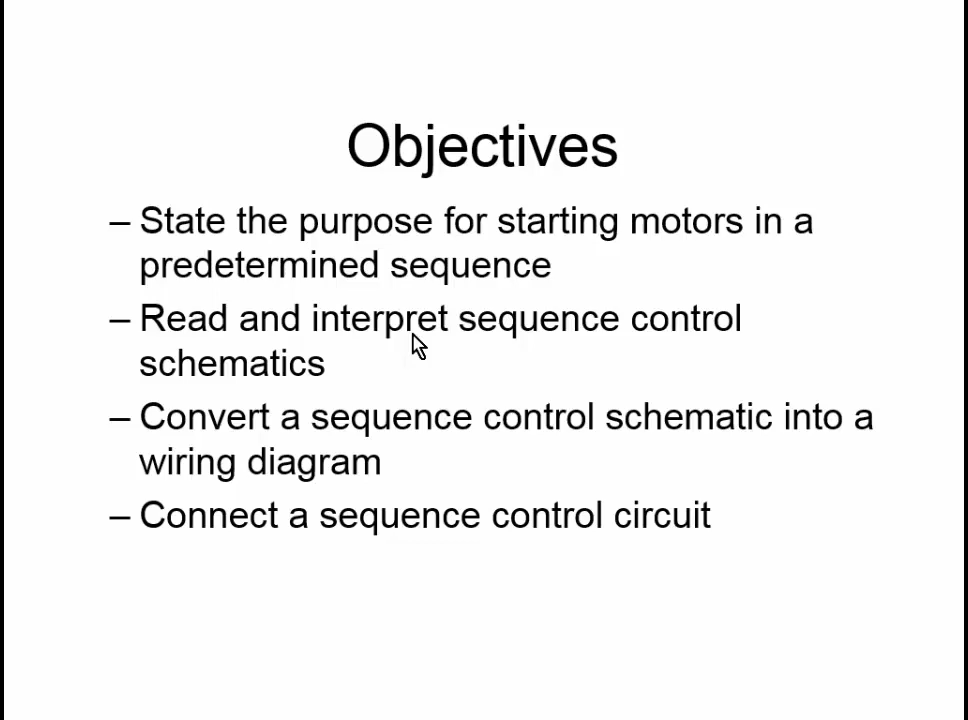 Objectives
– State the purpose for starting motors in a
predetermined sequence
– Read and interpret sequence control
schematics
– Convert a sequence control schematic into a
wiring diagram
– Connect a sequence control circuit